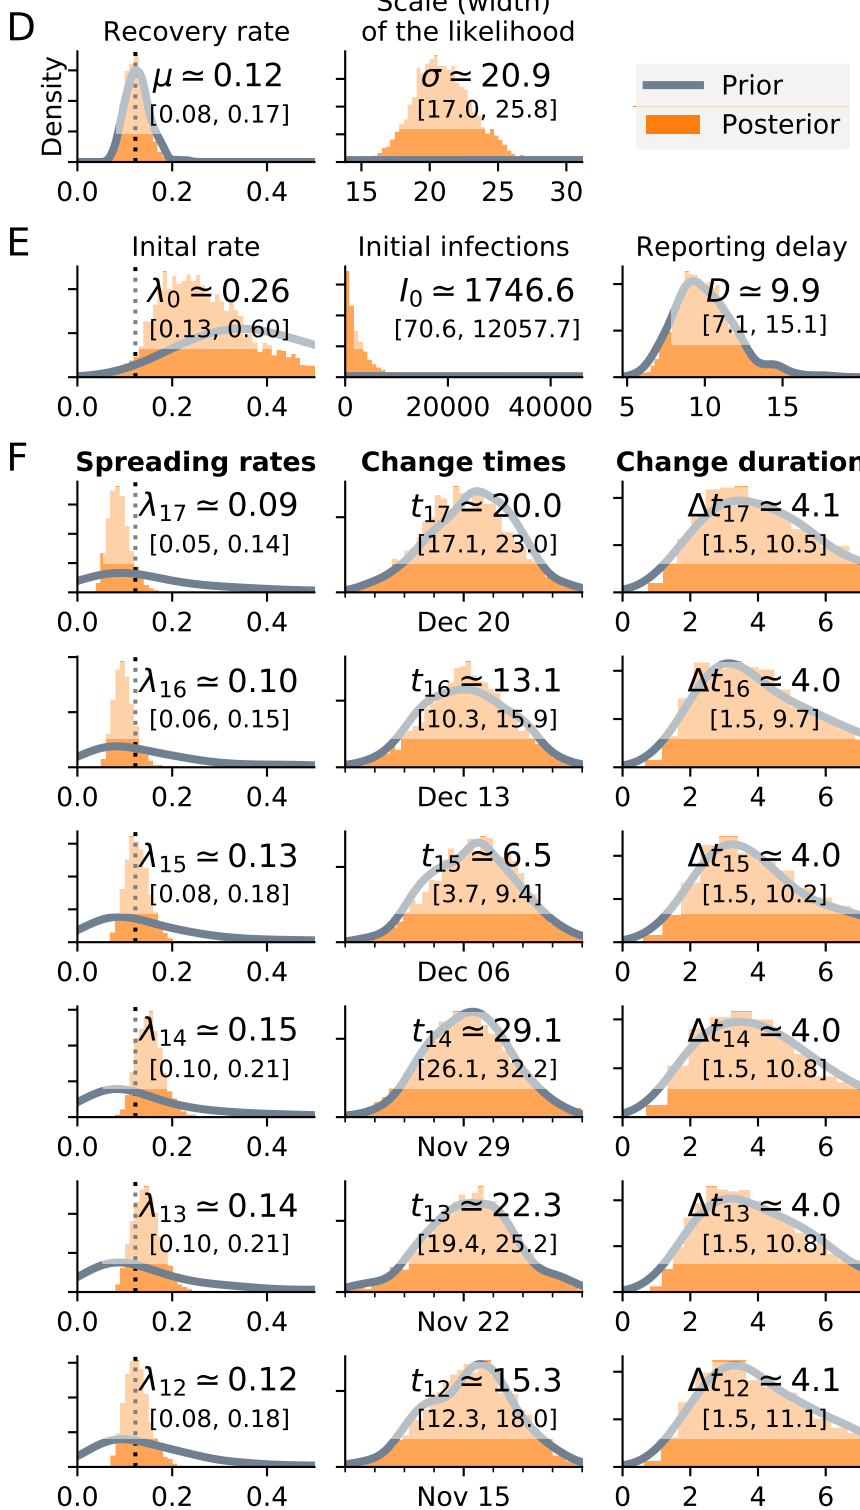 D
Recovery rate
Scale (width)
of the likelihood
Density
μ ≃ 0.12
[0.08, 0.17]
0.0 0.2 0.4
σ ≃ 20.9
[17.0, 25.8]
15 20 25 30
Prior
Posterior
E
Inital rate
λ0 ≃ 0.26
[0.13, 0.60]
0.0 0.2 0.4
Initial infections
I0 ≃ 1746.6
[70.6, 12057.7]
0 20000 40000
Reporting delay
D ≃ 9.9
[7.1, 15.1]
5 10 15
F
Spreading rates
Change times
Change duration
λ17 ≃ 0.09
[0.05, 0.14]
0.0 0.2 0.4
t17 ≃ 20.0
[17.1, 23.0]
Dec 20
Δt17 ≃ 4.1
[1.5, 10.5]
0 2 4 6
λ16 ≃ 0.10
[0.06, 0.15]
0.0 0.2 0.4
t16 ≃ 13.1
[10.3, 15.9]
Dec 13
Δt16 ≃ 4.0
[1.5, 9.7]
0 2 4 6
λ15 ≃ 0.13
[0.08, 0.18]
0.0 0.2 0.4
t15 ≃ 6.5
[3.7, 9.4]
Dec 06
Δt15 ≃ 4.0
[1.5, 10.2]
0 2 4 6
λ14 ≃ 0.15
[0.10, 0.21]
0.0 0.2 0.4
t14 ≃ 29.1
[26.1, 32.2]
Nov 29
Δt14 ≃ 4.0
[1.5, 10.8]
0 2 4 6
λ13 ≃ 0.14
[0.10, 0.21]
0.0 0.2 0.4
t13 ≃ 22.3
[19.4, 25.2]
Nov 22
Δt13 ≃ 4.0
[1.5, 10.8]
0 2 4 6
λ12 ≃ 0.12
[0.08, 0.18]
0.0 0.2 0.4
t12 ≃ 15.3
[12.3, 18.0]
Nov 15
Δt12 ≃ 4.1
[1.5, 11.1]
0 2 4 6